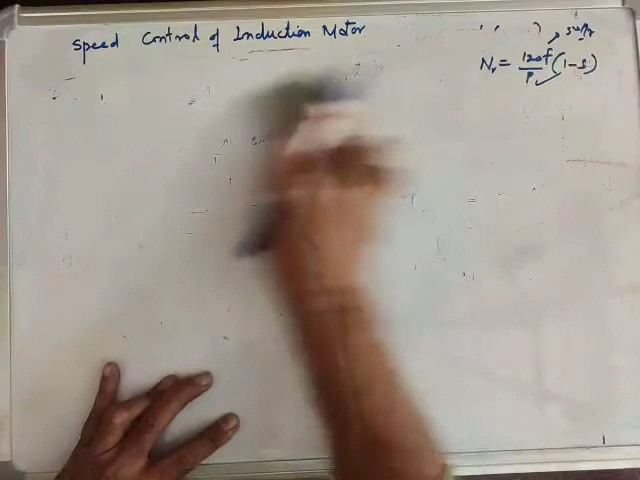 Speed Control of Induction Motor
Nr = 120f/P (1-s)